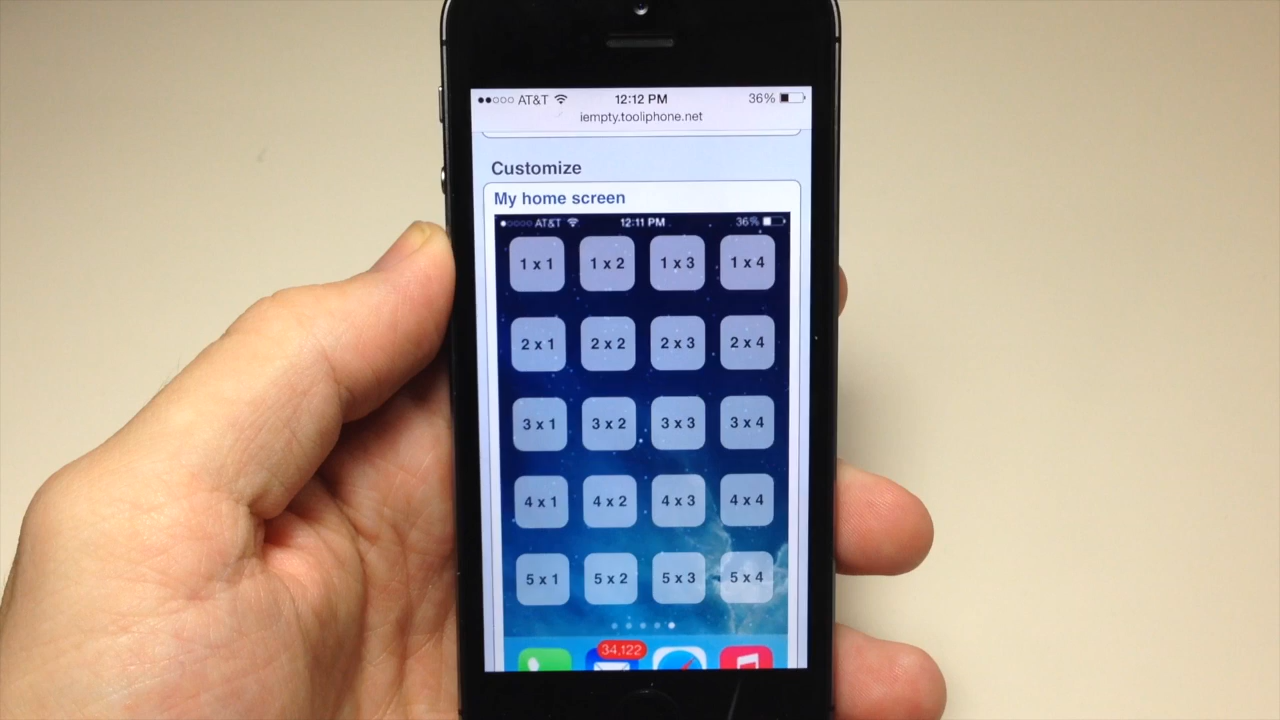 AT&T 12:12 PM 36%
iempty.tooliphone.net
Customize
My home screen
AT&T 12:11 PM 36%
1 x 1 1 x 2 1 x 3 1 x 4
2 x 1 2 x 2 2 x 3 2 x 4
3 x 1 3 x 2 3 x 3 3 x 4
4 x 1 4 x 2 4 x 3 4 x 4
5 x 1 5 x 2 5 x 3 5 x 4
34,122